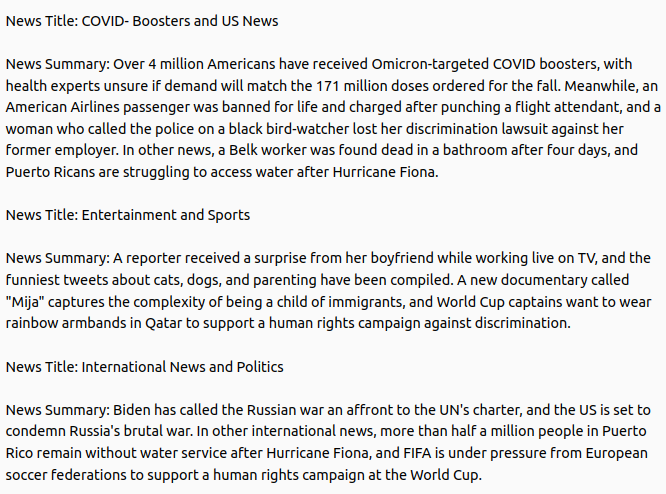 News Title: COVID- Boosters and US News
News Summary: Over 4 million Americans have received Omicron-targeted COVID boosters, with
health experts unsure if demand will match the 171 million doses ordered for the fall. Meanwhile, an
American Airlines passenger was banned for life and charged after punching a flight attendant, and a
woman who called the police on a black bird-watcher lost her discrimination lawsuit against her
former employer. In other news, a Belk worker was found dead in a bathroom after four days, and
Puerto Ricans are struggling to access water after Hurricane Fiona.
News Title: Entertainment and Sports
News Summary: A reporter received a surprise from her boyfriend while working live on TV, and the
funniest tweets about cats, dogs, and parenting have been compiled. A new documentary called
"Mija" captures the complexity of being a child of immigrants, and World Cup captains want to wear
rainbow armbands in Qatar to support a human rights campaign against discrimination.
News Title: International News and Politics
News Summary: Biden has called the Russian war an affront to the UN's charter, and the US is set to
condemn Russia's brutal war. In other international news, more than half a million people in Puerto
Rico remain without water service after Hurricane Fiona, and FIFA is under pressure from European
soccer federations to support a human rights campaign at the World Cup.